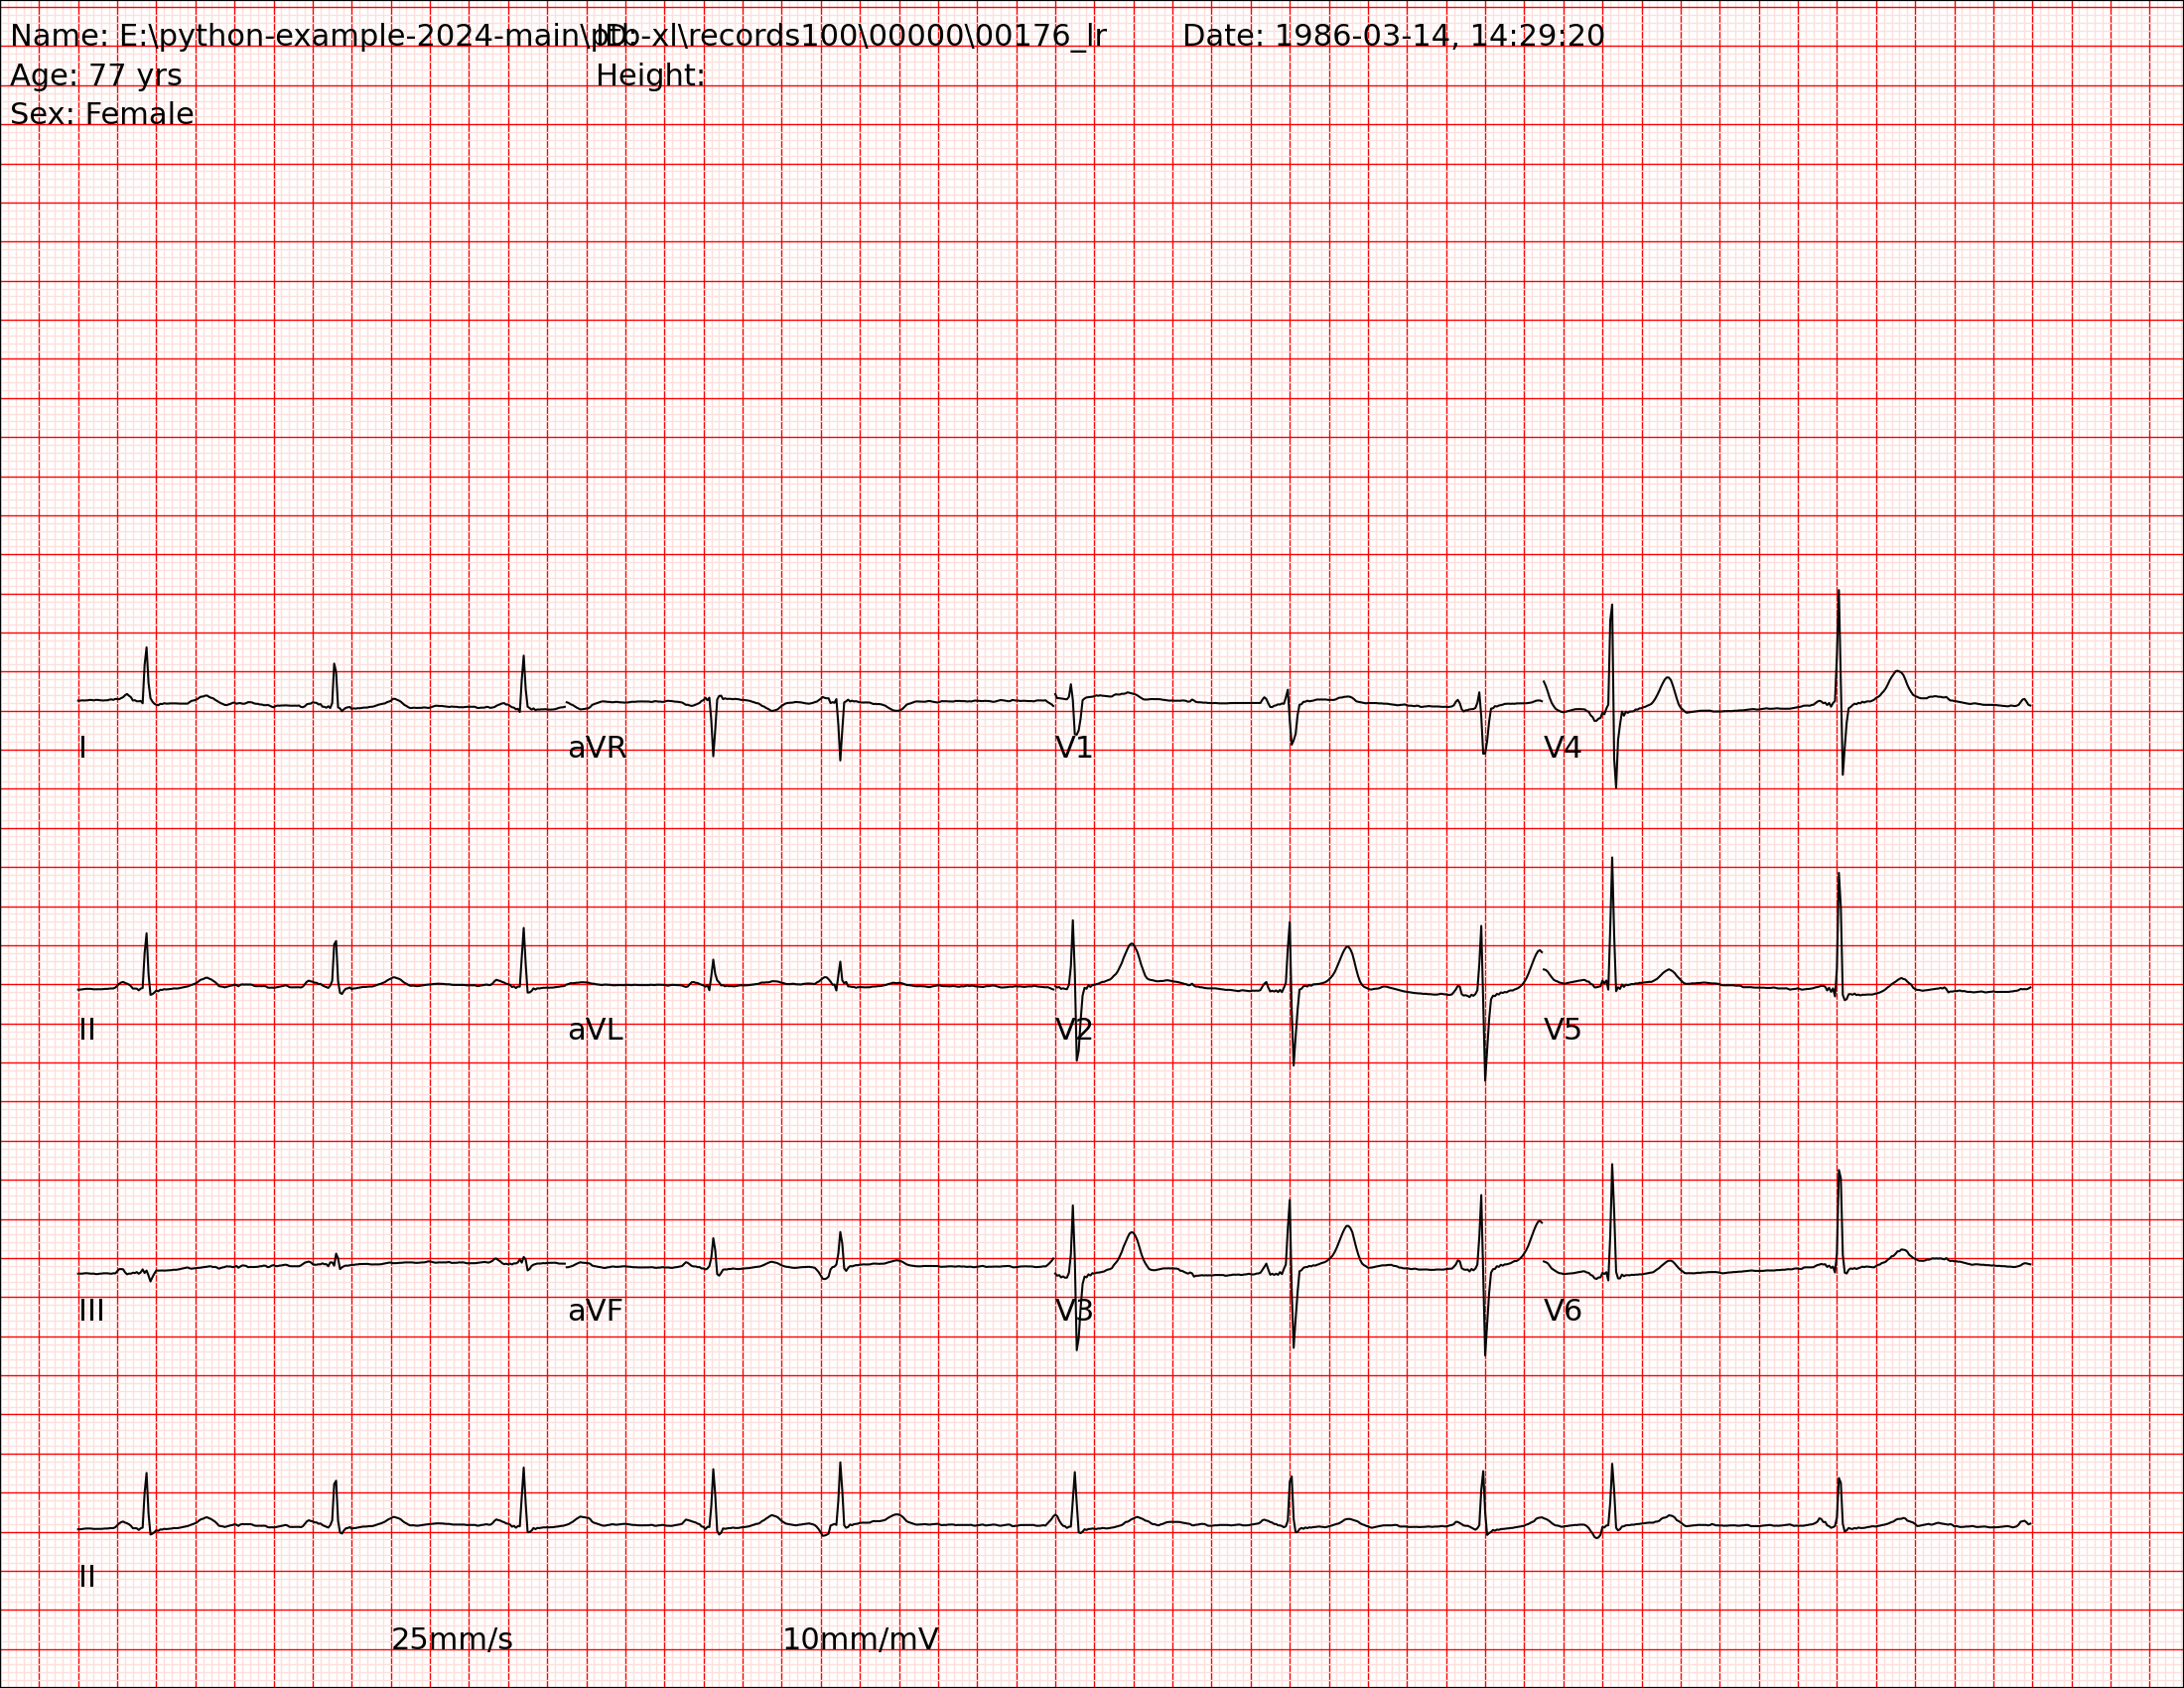 Name: E:\python-example-2024-main\ptb-xl\records100\00000\00176_lr ID: Date: 1986-03-14, 14:29:20
Age: 77 yrs Height:
Sex: Female
I aVR V1 V4
II aVL V2 V5
III aVF V3 V6
II
25mm/s 10mm/mV